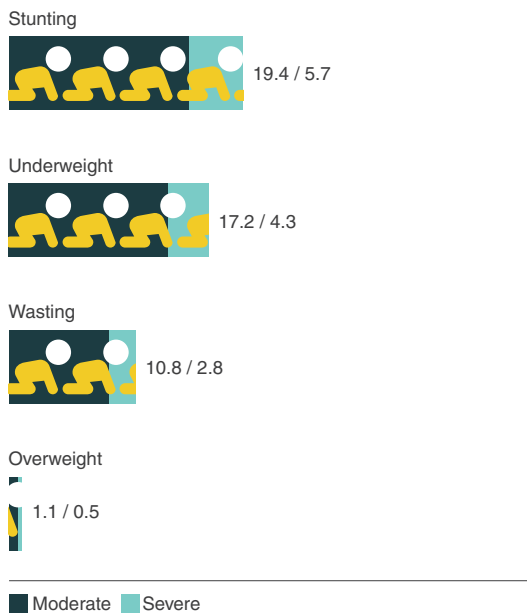 Stunting
19.4 / 5.7
Underweight
17.2 / 4.3
Wasting
10.8 / 2.8
Overweight
1.1 / 0.5
Moderate Severe